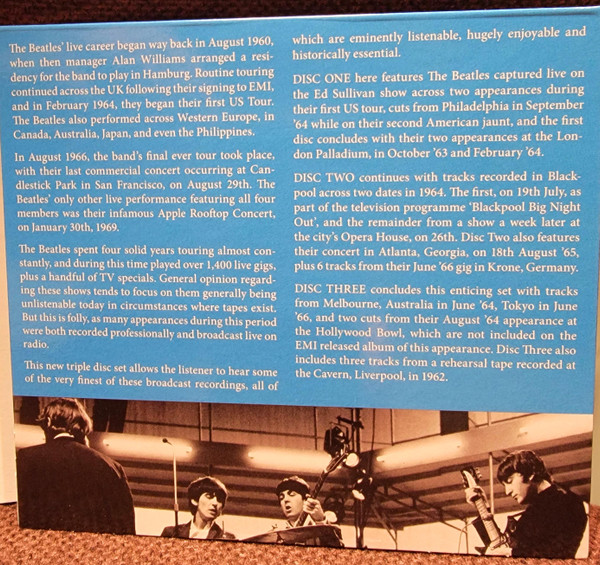 The Beatles' live career began way back in August 1960,
when then manager Alan Williams arranged a resi-
dency for the band to play in Hamburg. Routine touring
continued across the UK following their signing to EMI,
and in February 1964, they began their first US Tour.
The Beatles also performed across Western Europe, in
Canada, Australia, Japan, and even the Philippines.
In August 1966, the band's final ever tour took place,
with their last commercial concert occurring at Can-
dlestick Park in San Francisco, on August 29th. The
Beatles' only other live performance featuring all four
members was their infamous Apple Rooftop Concert,
on January 30th, 1969.
The Beatles spent four solid years touring almost con-
stantly, and during this time played over 1,400 live gigs,
plus a handful of TV specials. General opinion regard-
ing these shows tends to focus on them generally being
unlistenable today in circumstances where tapes exist.
But this is folly, as many appearances during this period
were both recorded professionally and broadcast live on
radio.
This new triple disc set allows the listener to hear some
of the very finest of these broadcast recordings, all of
which are eminently listenable, hugely enjoyable and
historically essential.
DISC ONE here features The Beatles captured live on
the Ed Sullivan show across two appearances during
their first US tour, cuts from Philadelphia in September
'64 while on their second American jaunt, and the first
disc concludes with their two appearances at the Lon-
don Palladium, in October '63 and February '64.
DISC TWO continues with tracks recorded in Black-
pool across two dates in 1964. The first, on 19th July, as
part of the television programme 'Blackpool Big Night
Out', and the remainder from a show a week later at
the city's Opera House, on 26th. Disc Two also features
their concert in Atlanta, Georgia, on 18th August '65,
plus 6 tracks from their June '66 gig in Krone, Germany.
DISC THREE concludes this enticing set with tracks
from Melbourne, Australia in June '64, Tokyo in June
'66, and two cuts from their August '64 appearance at
the Hollywood Bowl, which are not included on the
EMI released album of this appearance. Disc Three also
includes three tracks from a rehearsal tape recorded at
the Cavern, Liverpool, in 1962.